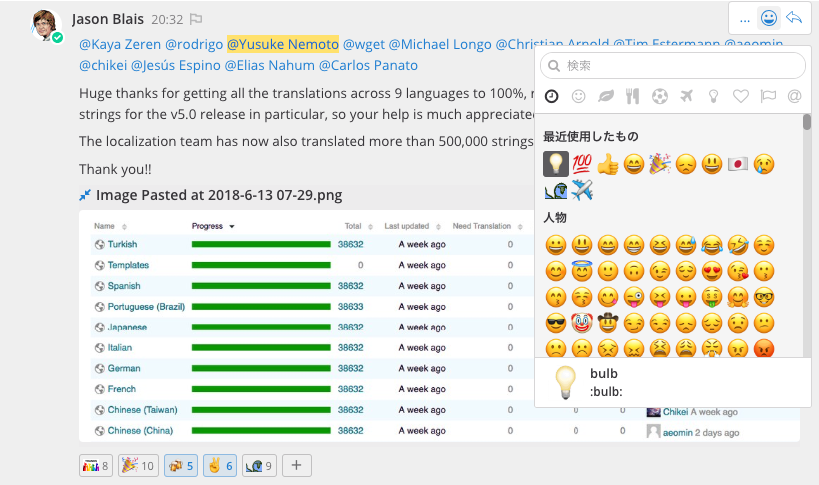 Jason Blais 20:32
@Kaya Zeren @rodrigo @Yusuke Nemoto @wget @Michael Longo @Christian Arnold @Tim Estermann @aeomin
@chikei @Jesús Espino @Elias Nahum @Carlos Panato
検索
Huge thanks for getting all the translations across 9 languages to 100%,
strings for the v5.0 release in particular, so your help is much appreciated
The localization team has now also translated more than 500,000 strings
Thank you!!
最近使用したもの
Image Pasted at 2018-6-13 07-29.png
人物
Name Progress Total Last updated Need Translation
Turkish 38632 A week ago 0
Templates 0 A week ago 0
Spanish 38632 A week ago 0
Portuguese (Brazil) 38633 A week ago 0
Japanese 38632 A week ago 0
Italian 38632 A week ago 0
German 38632 A week ago 0
French 38632 A week ago 0
Chinese (Taiwan) 38632 A week ago 0 0 0 Chikei A week ago
Chinese (China) 38632 A week ago 0 0 0 aeomin 2 days ago
bulb
:bulb:
8 10 5 6 9 +